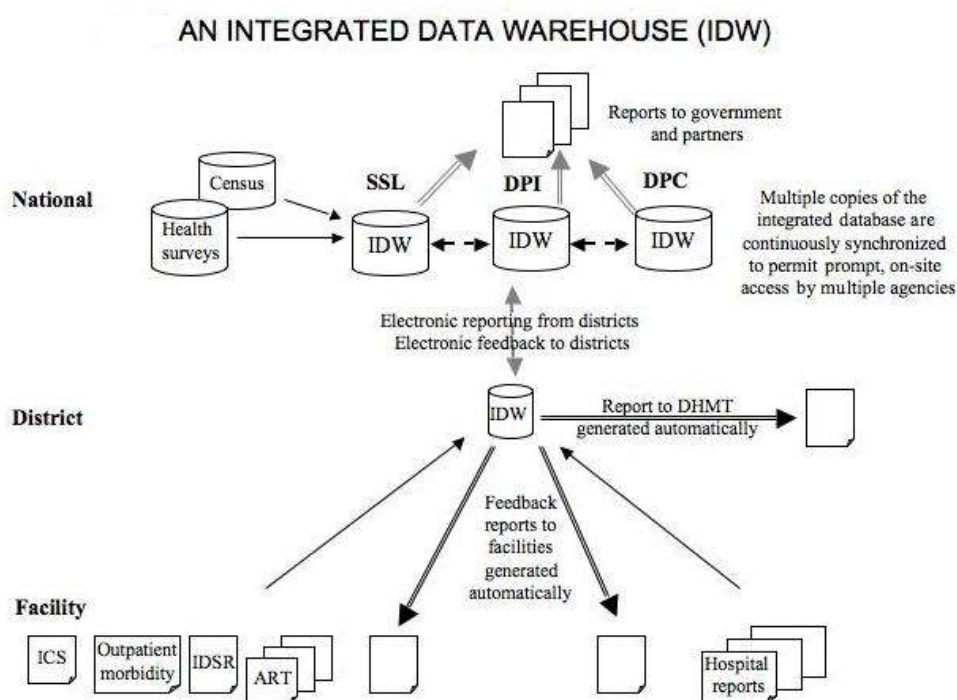 AN INTEGRATED DATA WAREHOUSE (IDW)
Reports to government
and partners
National
Census
Health
surveys
SSL
DPI
DPC
IDW
IDW
IDW
Multiple copies of the
integrated database are
continuously synchronized
to permit prompt, on-site
access by multiple agencies
Electronic reporting from districts
Electronic feedback to districts
District
IDW
Report to DHMT
generated automatically
Feedback
reports to
facilities
generated
automatically
Facility
ICS
Outpatient
morbidity
IDSR
ART
Hospital
reports